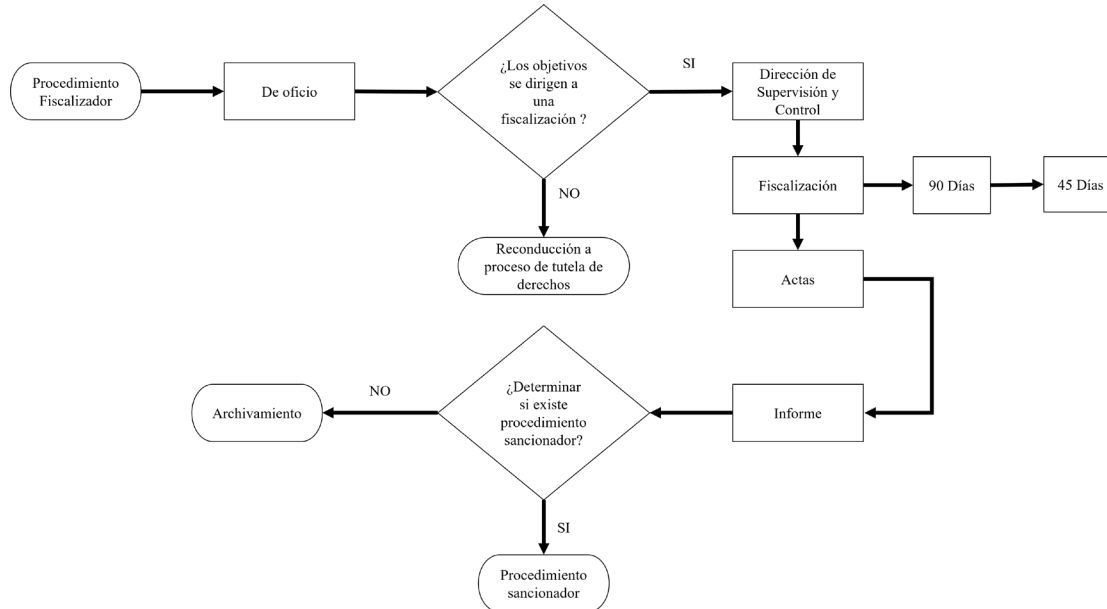 Procedimiento
Fiscalizador
De oficio
¿Los objetivos
se dirigen a
una
fiscalización ?
SI
Dirección de
Supervisión y
Control
Fiscalización
90 Días
45 Días
NO
Reconducción a
proceso de tutela de
derechos
Actas
Informe
¿Determinar
si existe
procedimiento
sancionador?
NO
Archivamiento
SI
Procedimiento
sancionador